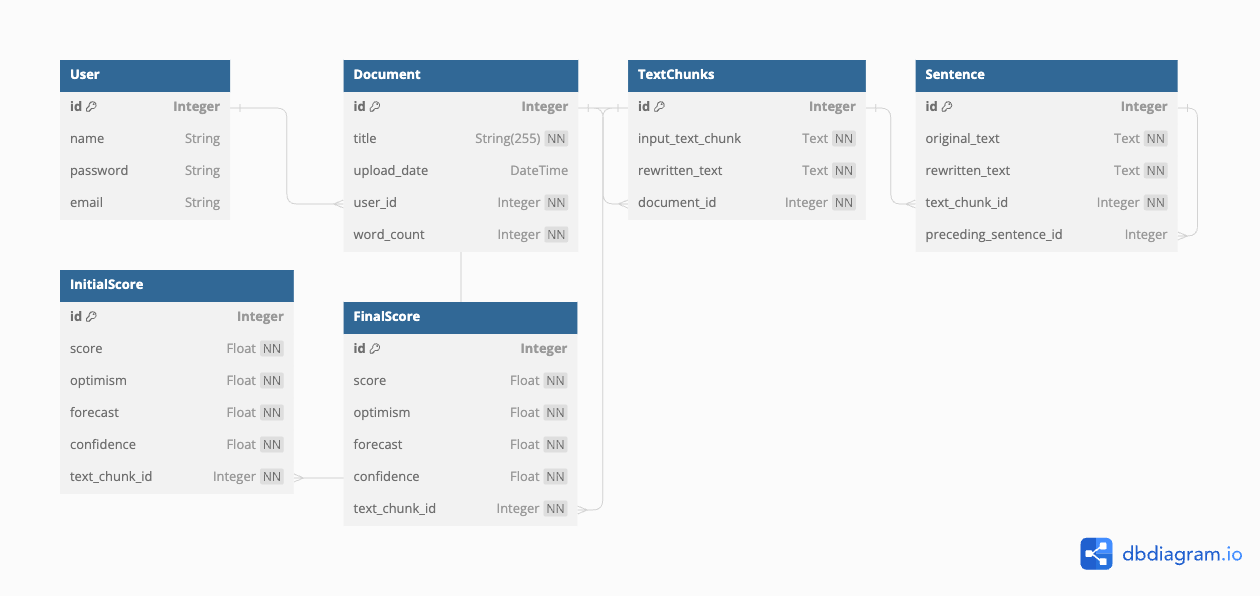 User
id Integer
name String
password String
email String
Document
id Integer
title String(255) NN
upload_date DateTime
user_id Integer NN
word_count Integer NN
TextChunks
id Integer
input_text_chunk Text NN
rewritten_text Text NN
document_id Integer NN
Sentence
id Integer
original_text Text NN
rewritten_text Text NN
text_chunk_id Integer NN
preceding_sentence_id Integer
InitialScore
id Integer
score Float NN
optimism Float NN
forecast Float NN
confidence Float NN
text_chunk_id Integer NN
FinalScore
id Integer
score Float NN
optimism Float NN
forecast Float NN
confidence Float NN
text_chunk_id Integer NN
dbdiagram.io